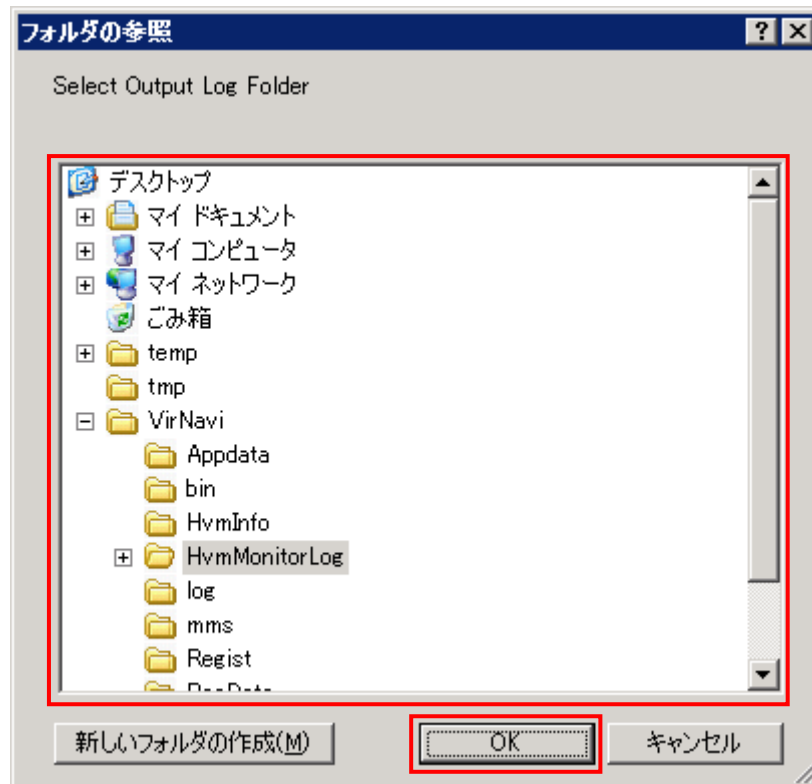 フォルダの参照
Select Output Log Folder
デスクトップ
マイ ドキュメント
マイ コンピュータ
マイ ネットワーク
ごみ箱
temp
tmp
VirNavi
Appdata
bin
HvmInfo
HvmMonitorLog
log
mms
Regist
新しいフォルダの作成(M) OK キャンセル